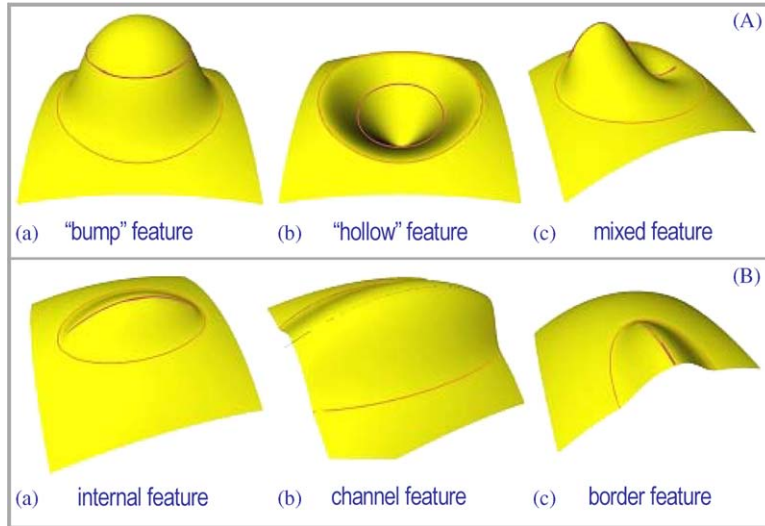 (A)
(a) “bump” feature
(b) “hollow” feature
(c) mixed feature
(B)
(a) internal feature
(b) channel feature
(c) border feature